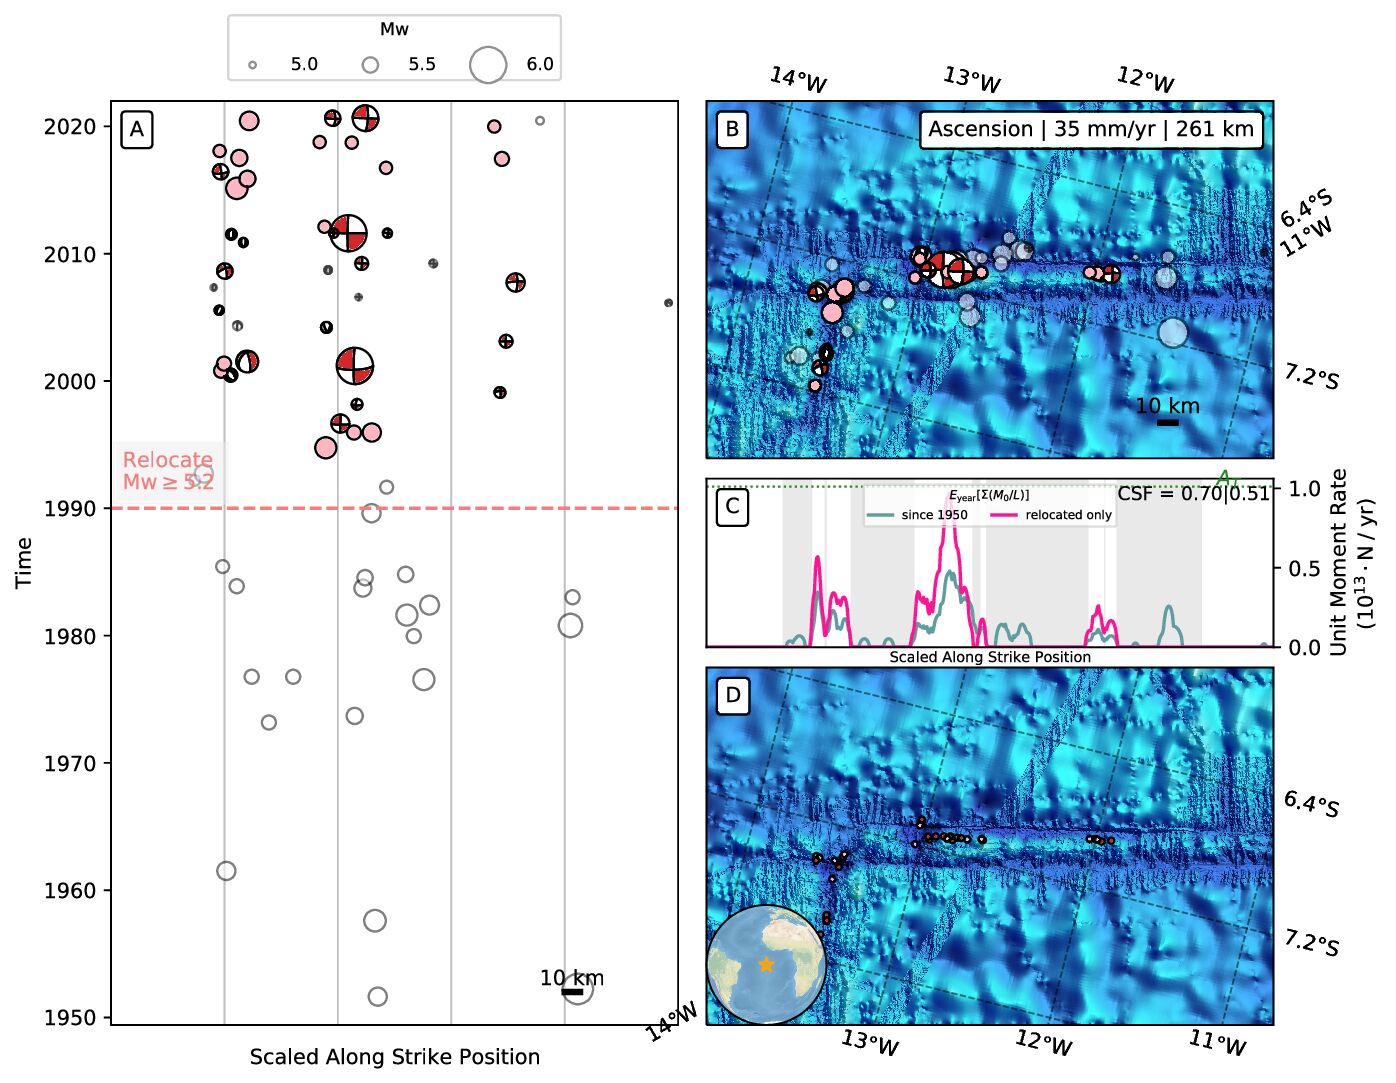 Mw
5.0 5.5 6.0
A
2020
2010
2000
1990
1980
1970
1960
1950
Time
Relocate
Mw ≥ 5.2
10 km
Scaled Along Strike Position
14°W 13°W 12°W
B
Ascension | 35 mm/yr | 261 km
6.4°S
11°W
7.2°S
10 km
C
E_year[Σ(M_0/L)]
since 1950 relocated only
CSF = 0.70|0.51
1.0
0.5
0.0
Unit Moment Rate
(10^13 · N / yr)
Scaled Along Strike Position
D
6.4°S
7.2°S
14°W
13°W 12°W 11°W